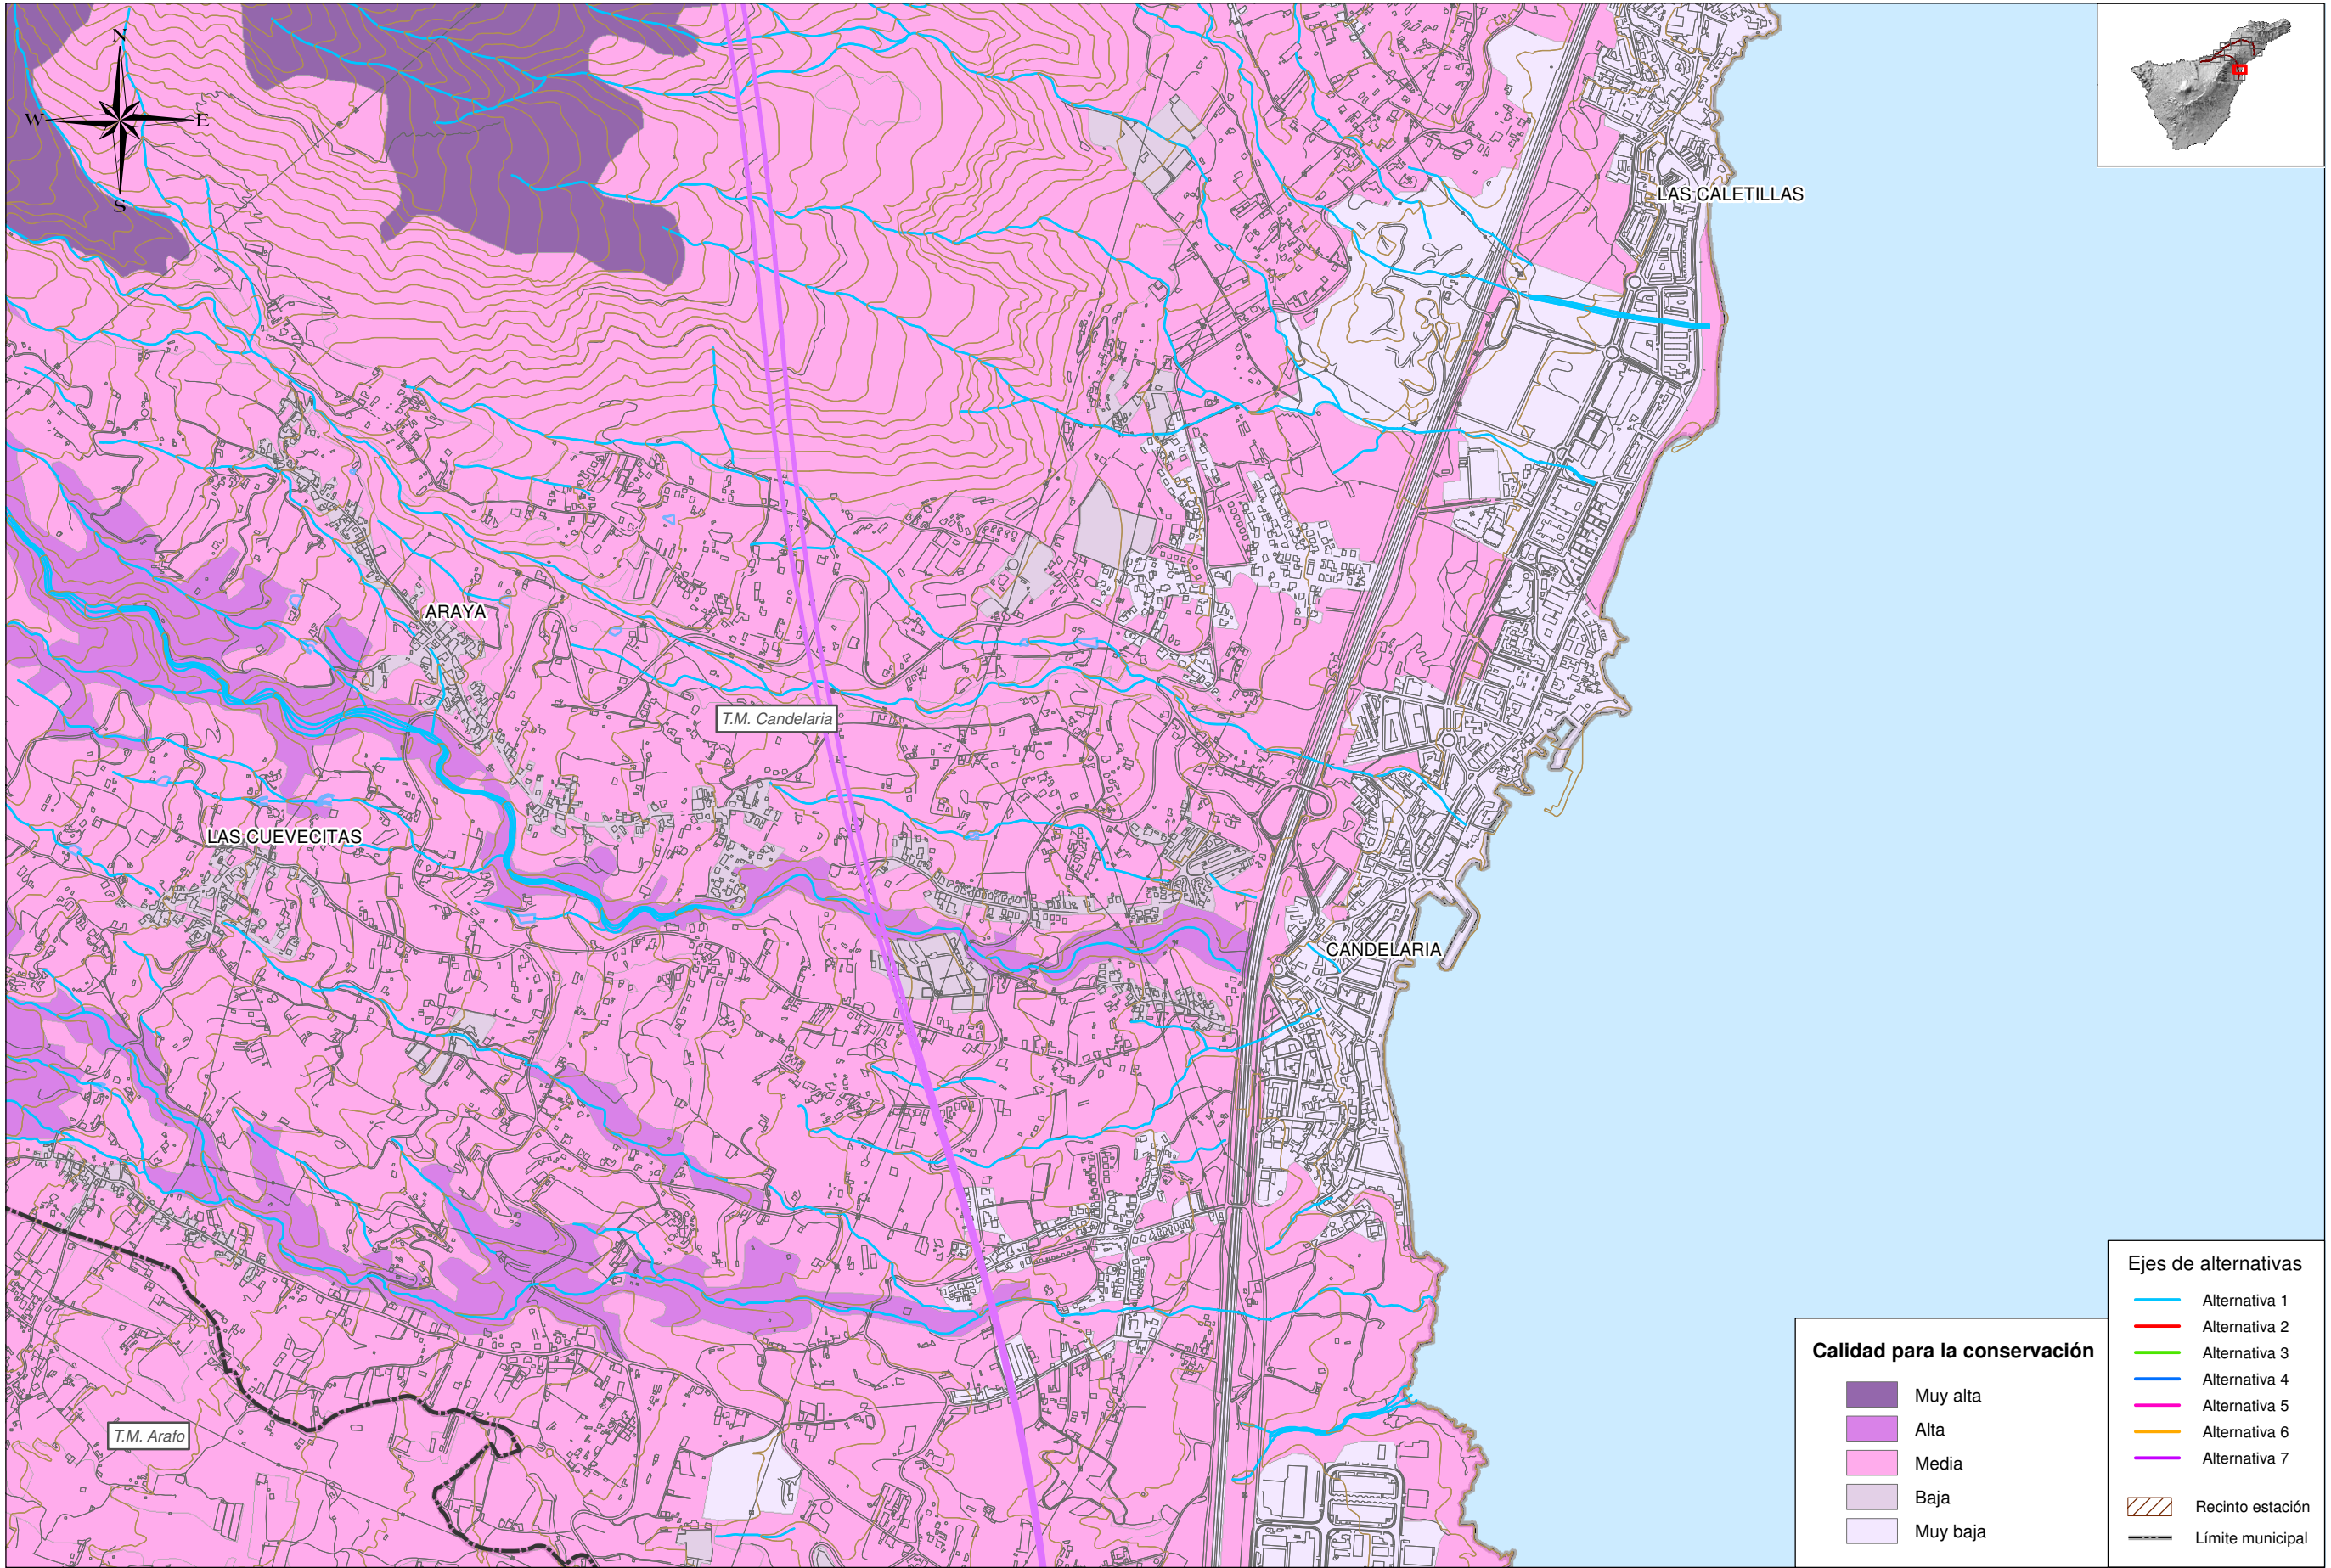 N
W
E
S
LAS CALETILLAS
ARAYA
T.M. Candelaria
LAS CUEVECITAS
CANDELARIA
T.M. Arafo
Calidad para la conservación
Muy alta
Alta
Media
Baja
Muy baja
Ejes de alternativas
Alternativa 1
Alternativa 2
Alternativa 3
Alternativa 4
Alternativa 5
Alternativa 6
Alternativa 7
Recinto estación
Límite municipal